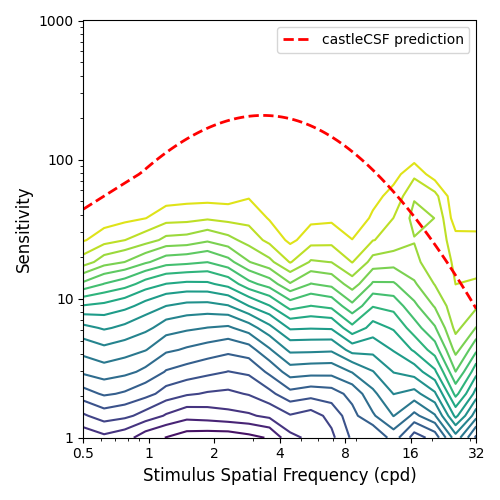 1000
castleCSF prediction
100
Sensitivity
10
1
0.5 1 2 4 8 16 32
Stimulus Spatial Frequency (cpd)